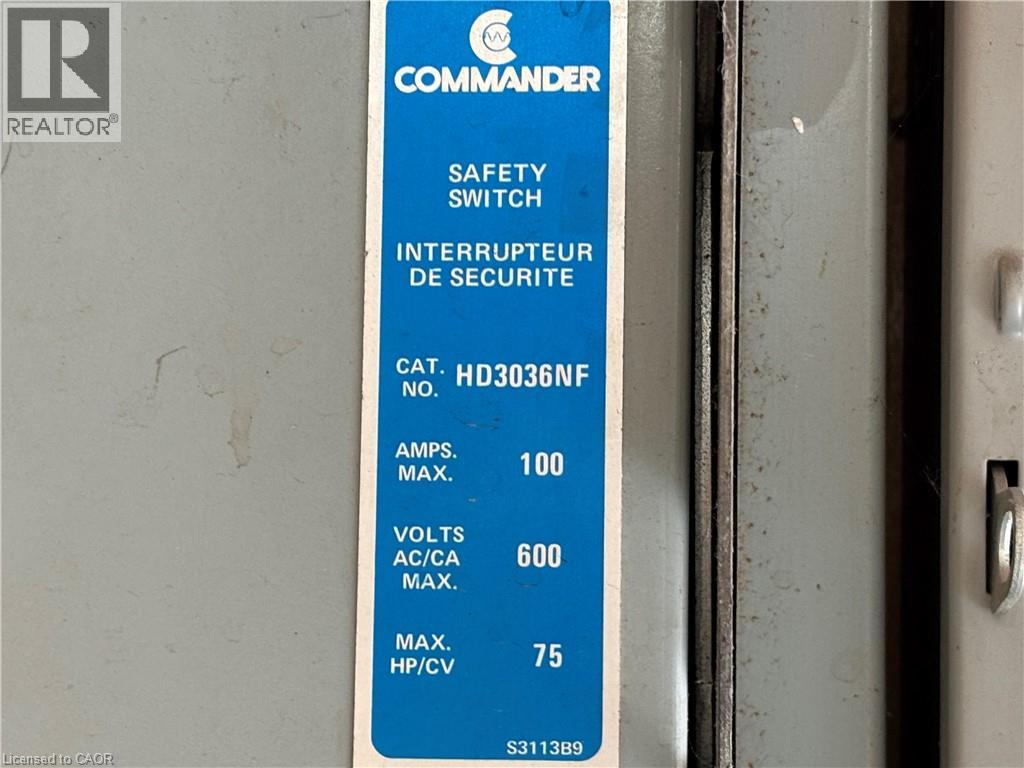 REALTOR®
COMMANDER
SAFETY
SWITCH
INTERRUPTEUR
DE SECURITE
CAT. NO. HD3036NF
AMPS. MAX. 100
VOLTS AC/CA MAX. 600
MAX. HP/CV 75
S3113B9
Licensed to CAOR